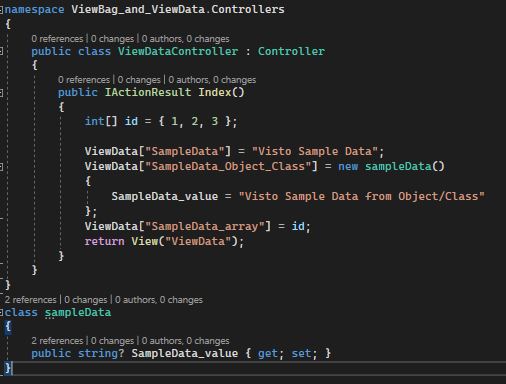 namespace ViewBag_and_ViewData.Controllers
{
0 references | 0 changes | 0 authors, 0 changes
public class ViewDataController : Controller
{
0 references | 0 changes | 0 authors, 0 changes
public IActionResult Index()
{
int[] id = { 1, 2, 3 };
ViewData["SampleData"] = "Visto Sample Data";
ViewData["SampleData_Object_Class"] = new sampleData()
{
SampleData_value = "Visto Sample Data from Object/Class"
};
ViewData["SampleData_array"] = id;
return View("ViewData");
}
}
}
2 references | 0 changes | 0 authors, 0 changes
class sampleData
{
2 references | 0 changes | 0 authors, 0 changes
public string? SampleData_value { get; set; }
}